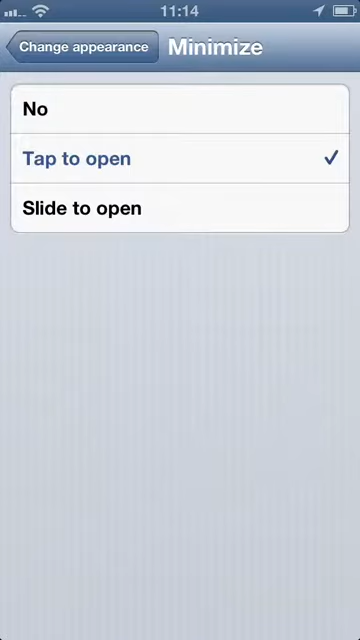 11:14
Change appearance
Minimize
No
Tap to open
Slide to open